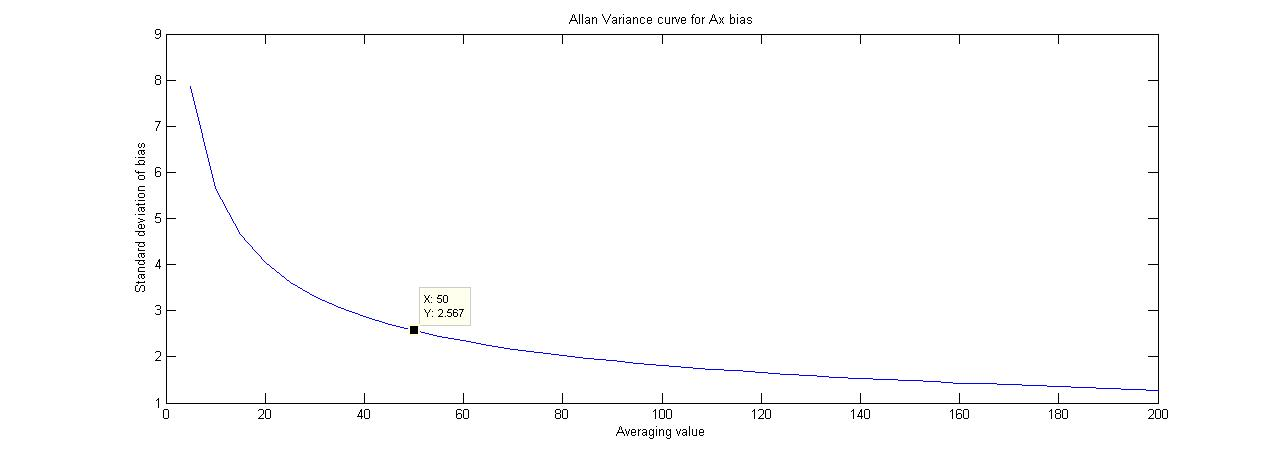 Allan Variance curve for Ax bias
9
8
7
6
5
4
3
2
1
Standard deviation of bias
X: 50
Y: 2.567
0 20 40 60 80 100 120 140 160 180 200
Averaging value